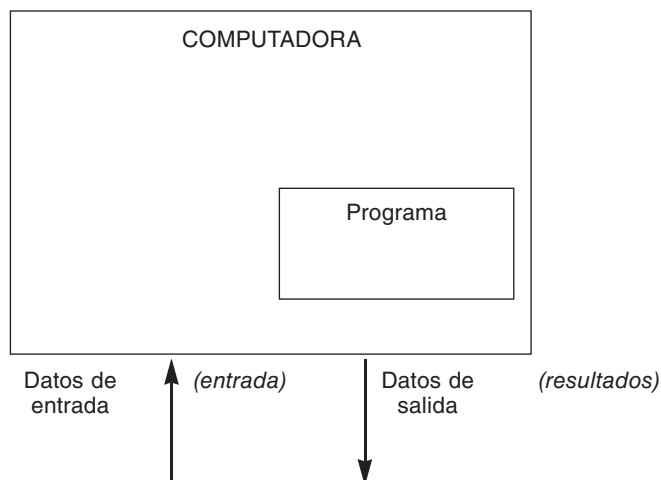 COMPUTADORA
Programa
Datos de entrada
(entrada)
Datos de salida
(resultados)